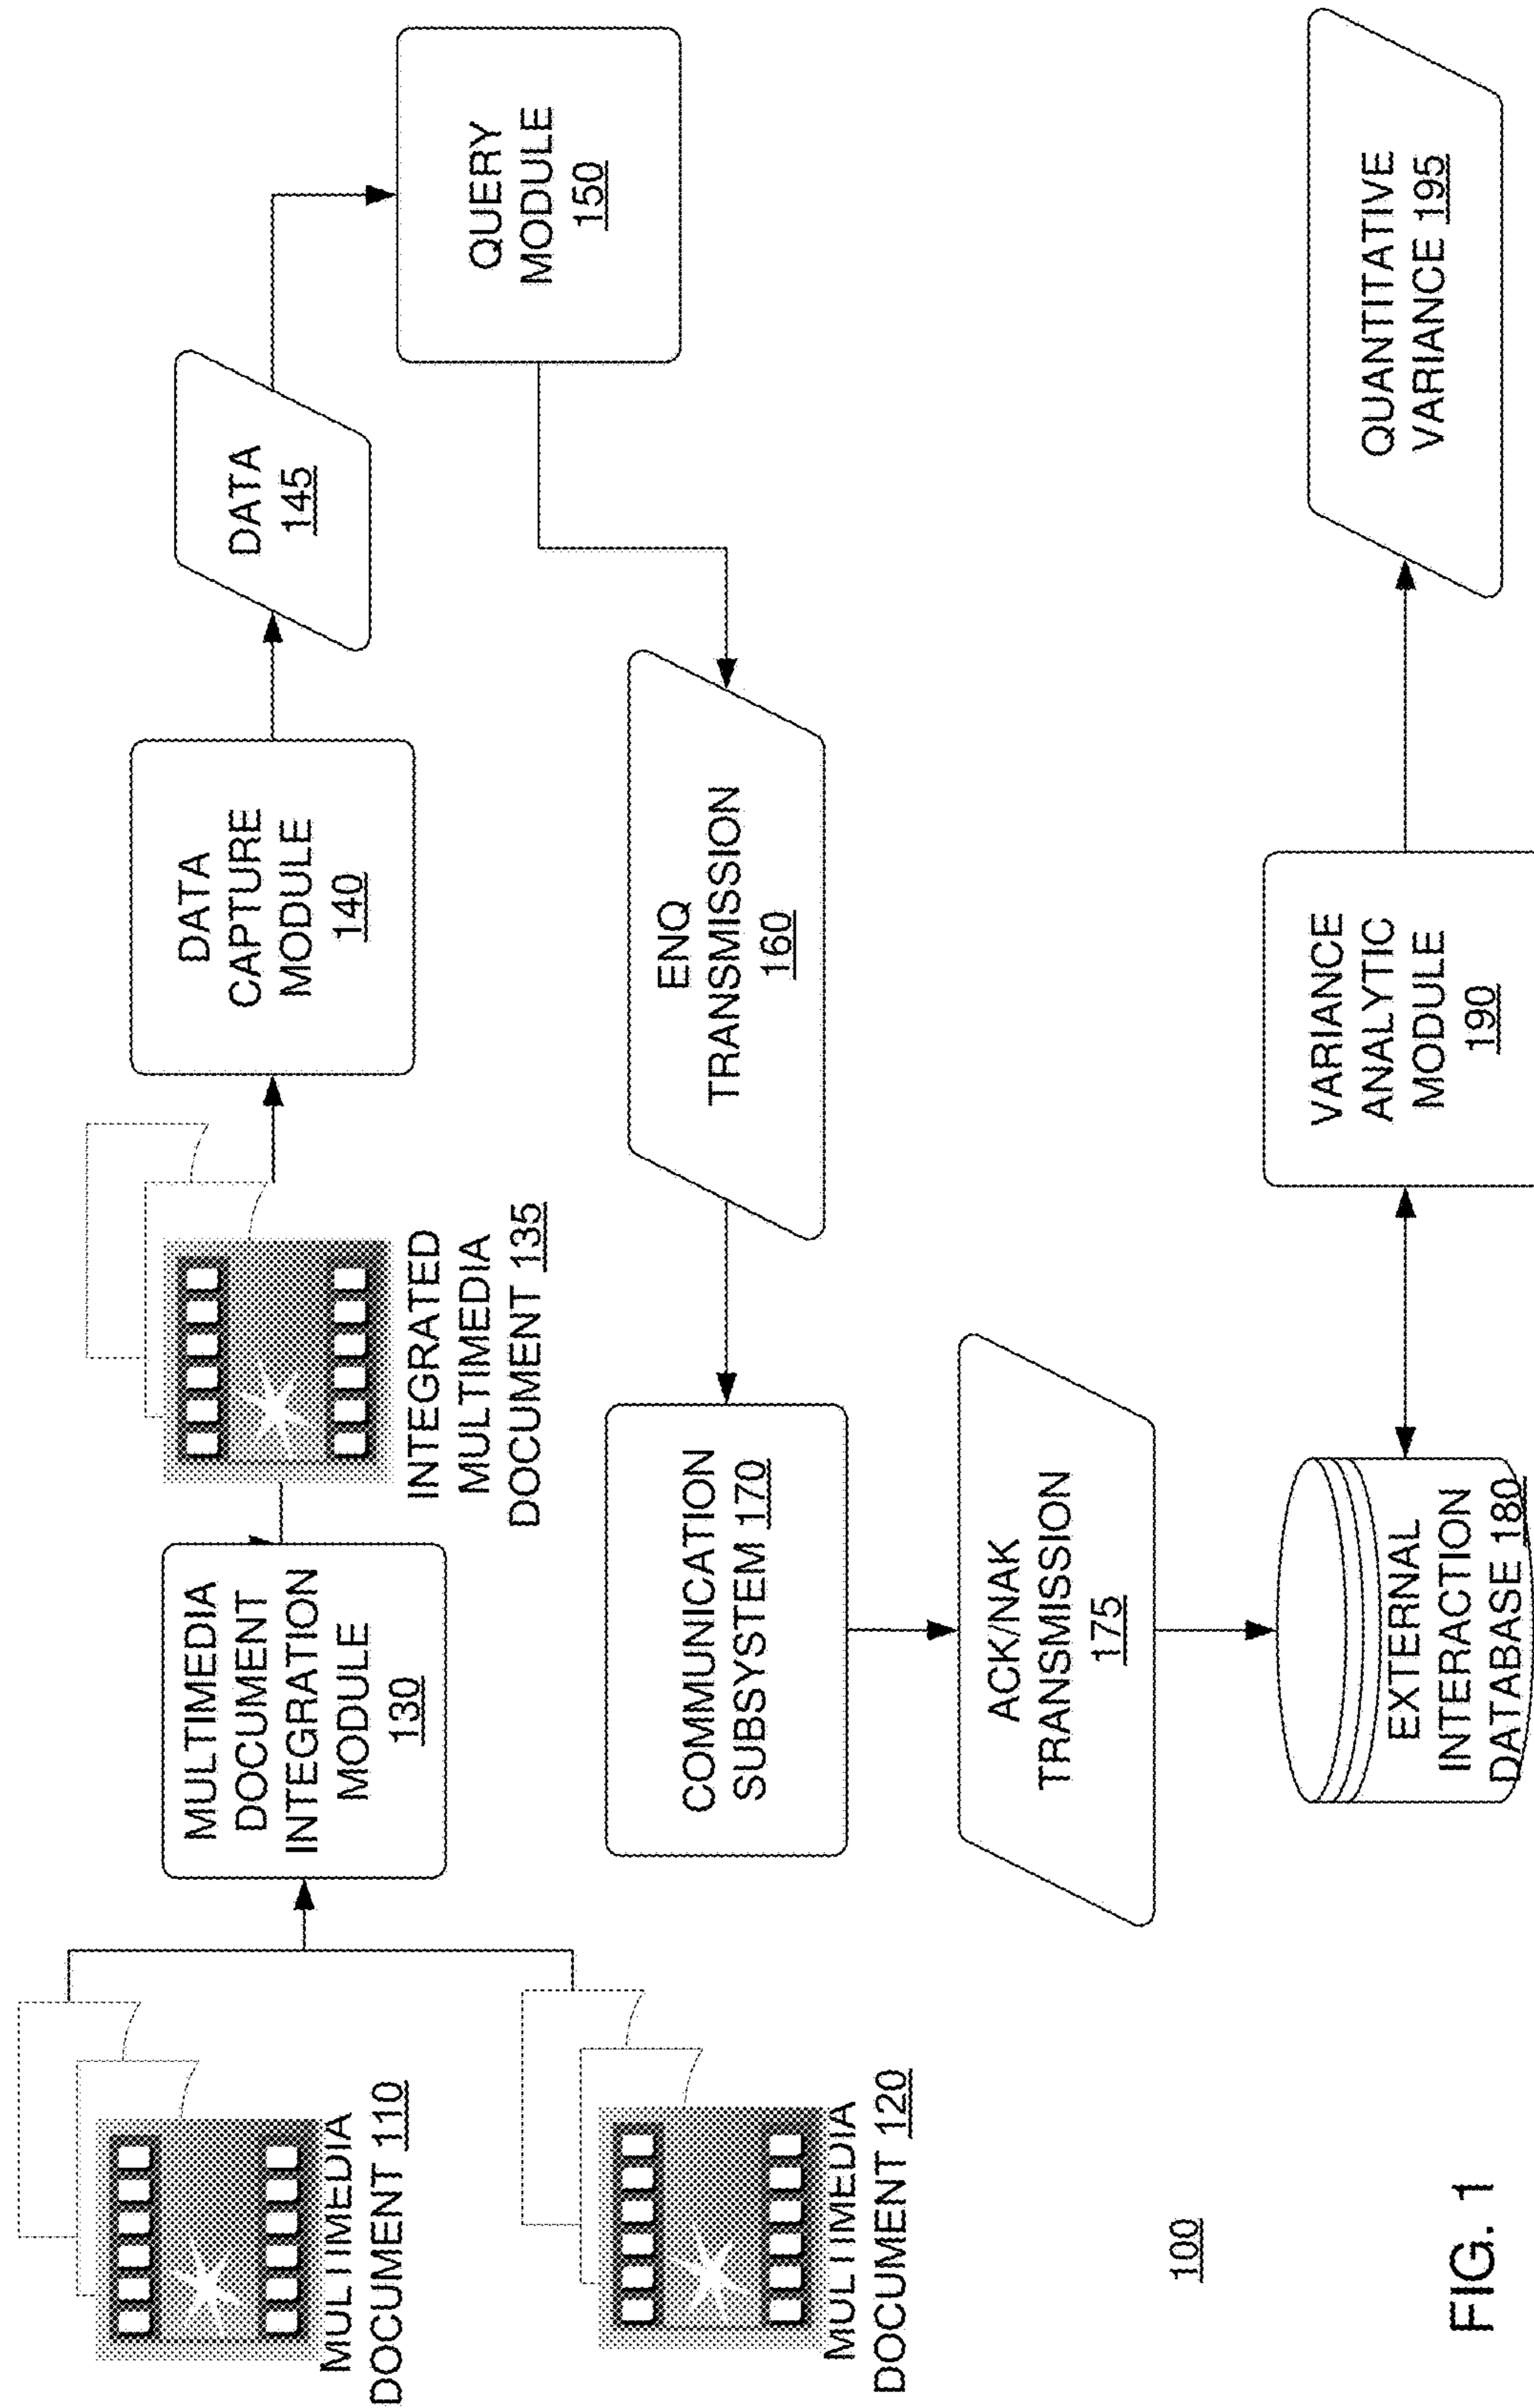 MULTIMEDIA
DOCUMENT 110
MULTIMEDIA
DOCUMENT 120
MULTIMEDIA
DOCUMENT
INTEGRATION
MODULE
130
INTEGRATED
MULTIMEDIA
DOCUMENT 135
DATA
CAPTURE
MODULE
140
DATA
145
QUERY
MODULE
150
ENQ
TRANSMISSION
160
COMMUNICATION
SUBSYSTEM 170
ACK/NAK
TRANSMISSION
175
EXTERNAL
INTERACTION
DATABASE 180
VARIANCE
ANALYTIC
MODULE
190
QUANTITATIVE
VARIANCE 195
100
FIG. 1